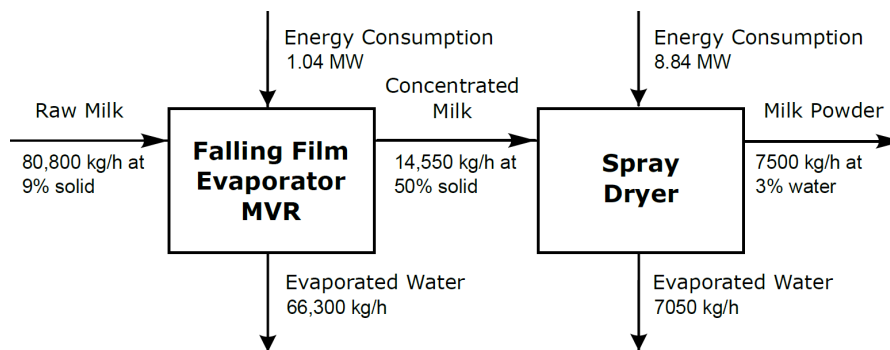 Energy Consumption
1.04 MW
Energy Consumption
8.84 MW
Raw Milk
80,800 kg/h at
9% solid
Falling Film
Evaporator
MVR
Concentrated
Milk
14,550 kg/h at
50% solid
Spray
Dryer
Milk Powder
7500 kg/h at
3% water
Evaporated Water
66,300 kg/h
Evaporated Water
7050 kg/h